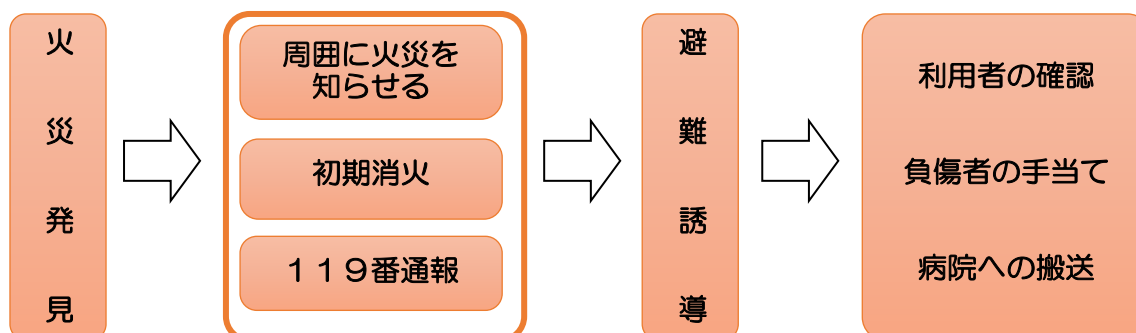 火災発見
周囲に火災を
知らせる
初期消火
１１９番通報
避難誘導
利用者の確認
負傷者の手当て
病院への搬送